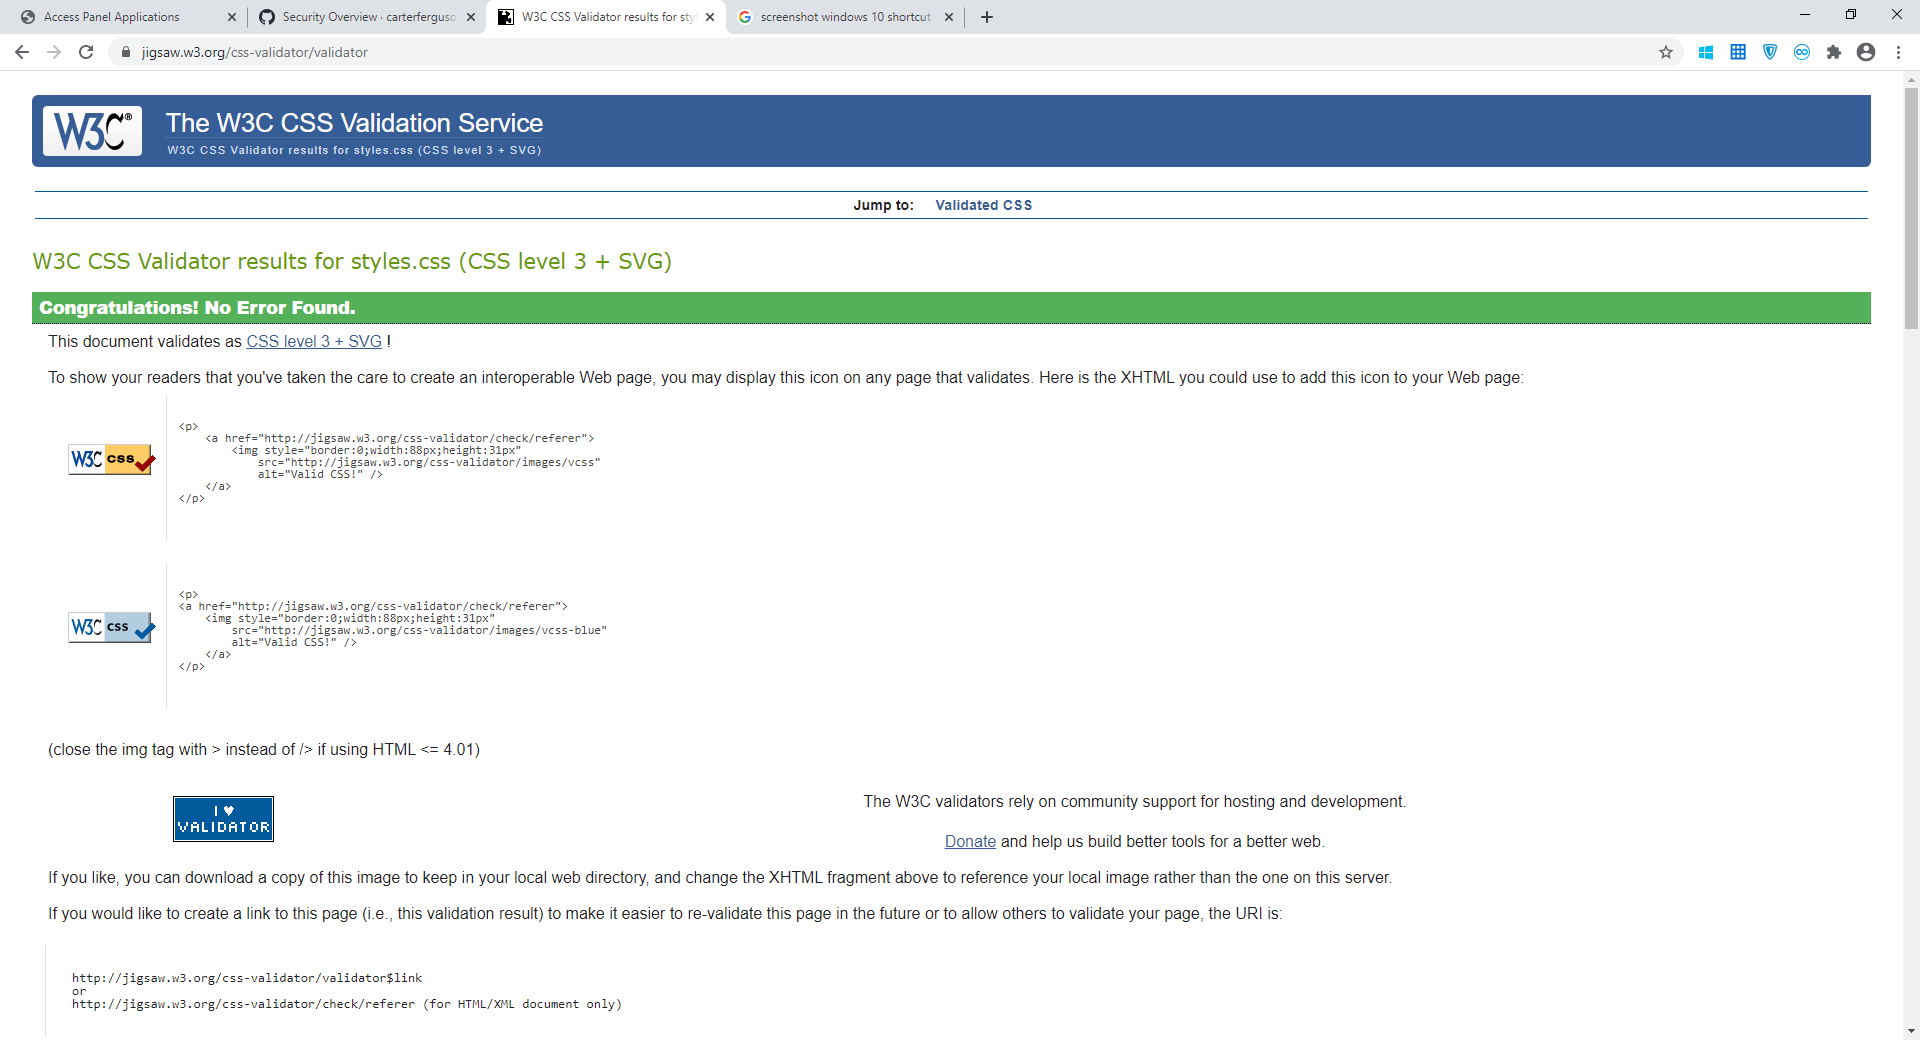 Access Panel Applications
Security Overview · carterferguso
W3C CSS Validator results for sty
screenshot windows 10 shortcut
jigsaw.w3.org/css-validator/validator
W3C®
The W3C CSS Validation Service
W3C CSS Validator results for styles.css (CSS level 3 + SVG)
Jump to: Validated CSS
W3C CSS Validator results for styles.css (CSS level 3 + SVG)
Congratulations! No Error Found.
This document validates as CSS level 3 + SVG !
To show your readers that you've taken the care to create an interoperable Web page, you may display this icon on any page that validates. Here is the XHTML you could use to add this icon to your Web page:
W3C css
<p>
    <a href="http://jigsaw.w3.org/css-validator/check/referer">
        <img style="border:0;width:88px;height:31px"
            src="http://jigsaw.w3.org/css-validator/images/vcss"
            alt="Valid CSS!" />
    </a>
</p>
W3C css
<p>
<a href="http://jigsaw.w3.org/css-validator/check/referer">
    <img style="border:0;width:88px;height:31px"
        src="http://jigsaw.w3.org/css-validator/images/vcss-blue"
        alt="Valid CSS!" />
    </a>
</p>
(close the img tag with > instead of /> if using HTML <= 4.01)
I ♥
VALIDATOR
The W3C validators rely on community support for hosting and development.
Donate and help us build better tools for a better web.
If you like, you can download a copy of this image to keep in your local web directory, and change the XHTML fragment above to reference your local image rather than the one on this server.
If you would like to create a link to this page (i.e., this validation result) to make it easier to re-validate this page in the future or to allow others to validate your page, the URI is:
http://jigsaw.w3.org/css-validator/validator$link
or
http://jigsaw.w3.org/css-validator/check/referer (for HTML/XML document only)